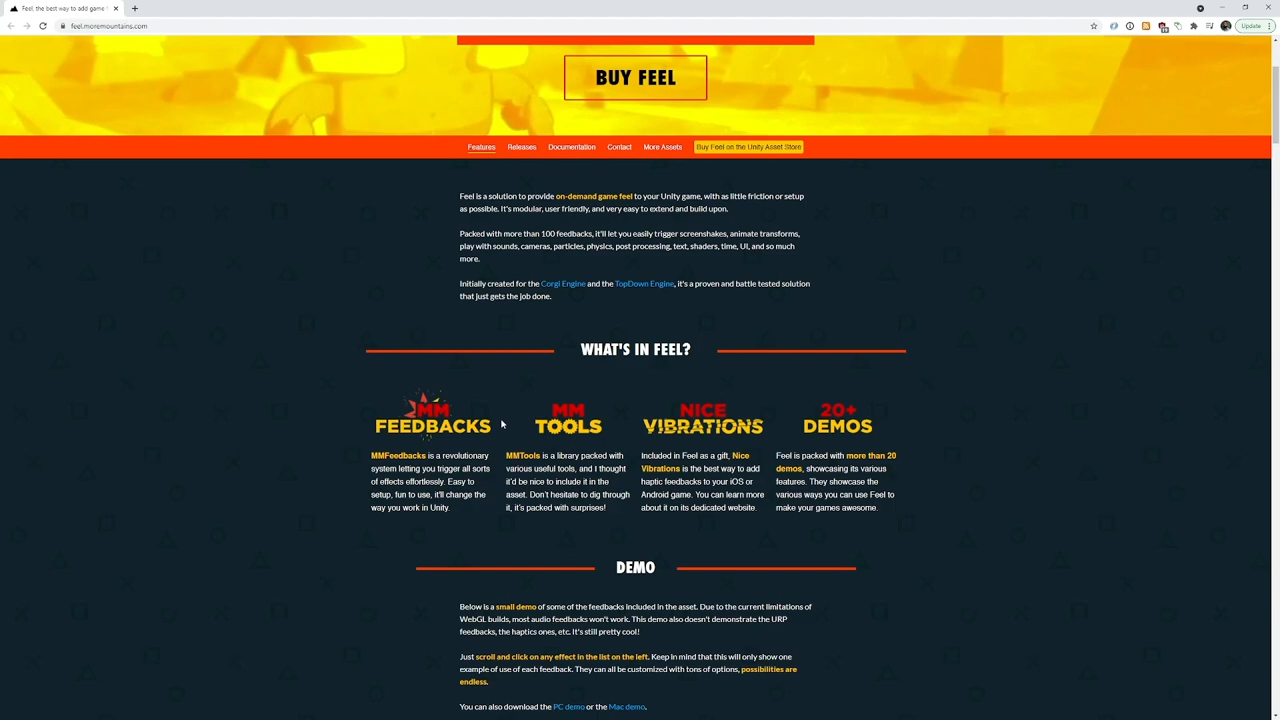 Feel, the best way to add game f
feel.moremountains.com
Update
BUY FEEL
Features Releases Documentation Contact More Assets Buy Feel on the Unity Asset Store
Feel is a solution to provide on-demand game feel to your Unity game, with as little friction or setup
as possible. It's modular, user friendly, and very easy to extend and build upon.
Packed with more than 100 feedbacks, it'll let you easily trigger screenshakes, animate transforms,
play with sounds, cameras, particles, physics, post processing, text, shaders, time, UI, and so much
more.
Initially created for the Corgi Engine and the TopDown Engine, it's a proven and battle tested solution
that just gets the job done.
WHAT'S IN FEEL?
MM
FEEDBACKS
MMFeedbacks is a revolutionary
system letting you trigger all sorts
of effects effortlessly. Easy to
setup, fun to use, it'll change the
way you work in Unity.
MM
TOOLS
MMTools is a library packed with
various useful tools, and I thought
it'd be nice to include it in the
asset. Don't hesitate to dig through
it, it's packed with surprises!
NICE
VIBRATIONS
Included in Feel as a gift, Nice
Vibrations is the best way to add
haptic feedbacks to your iOS or
Android game. You can learn more
about it on its dedicated website.
20+
DEMOS
Feel is packed with more than 20
demos, showcasing its various
features. They showcase the
various ways you can use Feel to
make your games awesome.
DEMO
Below is a small demo of some of the feedbacks included in the asset. Due to the current limitations of
WebGL builds, most audio feedbacks won't work. This demo also doesn't demonstrate the URP
feedbacks, the haptics ones, etc. It's still pretty cool!
Just scroll and click on any effect in the list on the left. Keep in mind that this will only show one
example of use of each feedback. They can all be customized with tons of options, possibilities are
endless.
You can also download the PC demo or the Mac demo.